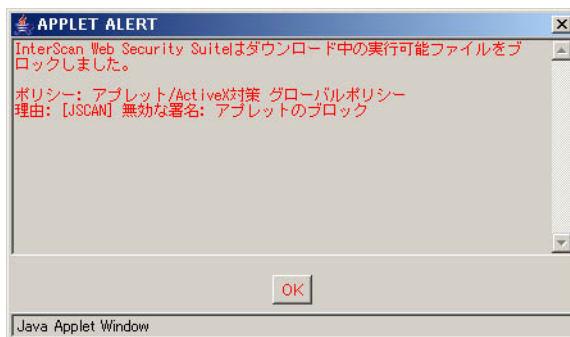 APPLET ALERT
InterScan Web Security Suiteはダウンロード中の実行可能ファイルをブ
ロックしました。
ポリシー: アプレット/ActiveX対策 グローバルポリシー
理由: [JSCAN] 無効な署名: アプレットのブロック
OK
Java Applet Window